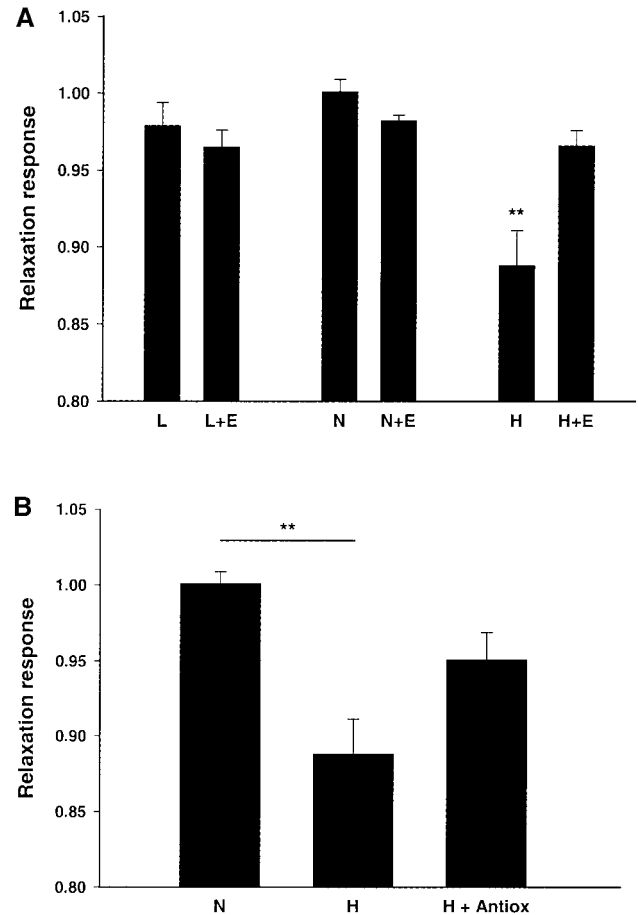 A
Relaxation response
1.05
1.00
0.95
0.90
0.85
0.80
**
L L+E N N+E H H+E
B
Relaxation response
1.05
1.00
0.95
0.90
0.85
0.80
**
N H H + Antiox